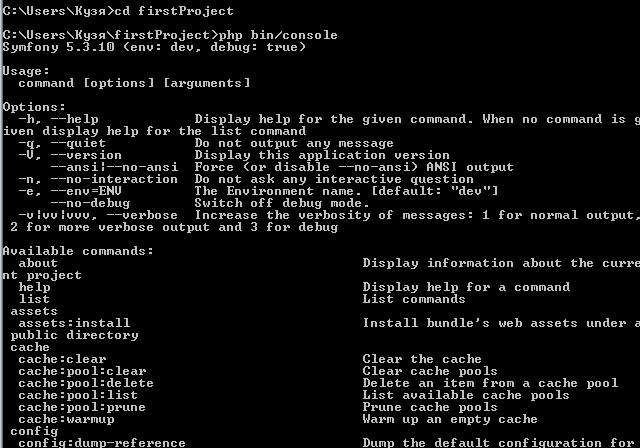 C:\Users\Кузя>cd firstProject
C:\Users\Кузя\firstProject>php bin/console
Symfony 5.3.10 (env: dev, debug: true)
Usage:
  command [options] [arguments]
Options:
  -h, --help            Display help for the given command. When no command is g
iven display help for the list command
  -q, --quiet           Do not output any message
  -V, --version         Display this application version
      --ansi|--no-ansi  Force (or disable --no-ansi) ANSI output
  -n, --no-interaction  Do not ask any interactive question
  -e, --env=ENV         The Environment name. [default: "dev"]
      --no-debug        Switch off debug mode.
  -v|vv|vvv, --verbose  Increase the verbosity of messages: 1 for normal output,
 2 for more verbose output and 3 for debug
Available commands:
  about                                      Display information about the curre
nt project
  help                                       Display help for a command
  list                                       List commands
 assets
  assets:install                             Install bundle's web assets under a
 public directory
 cache
  cache:clear                                Clear the cache
  cache:pool:clear                           Clear cache pools
  cache:pool:delete                          Delete an item from a cache pool
  cache:pool:list                            List available cache pools
  cache:pool:prune                           Prune cache pools
  cache:warmup                               Warm up an empty cache
 config
  config:dump-reference                      Dump the default configuration for